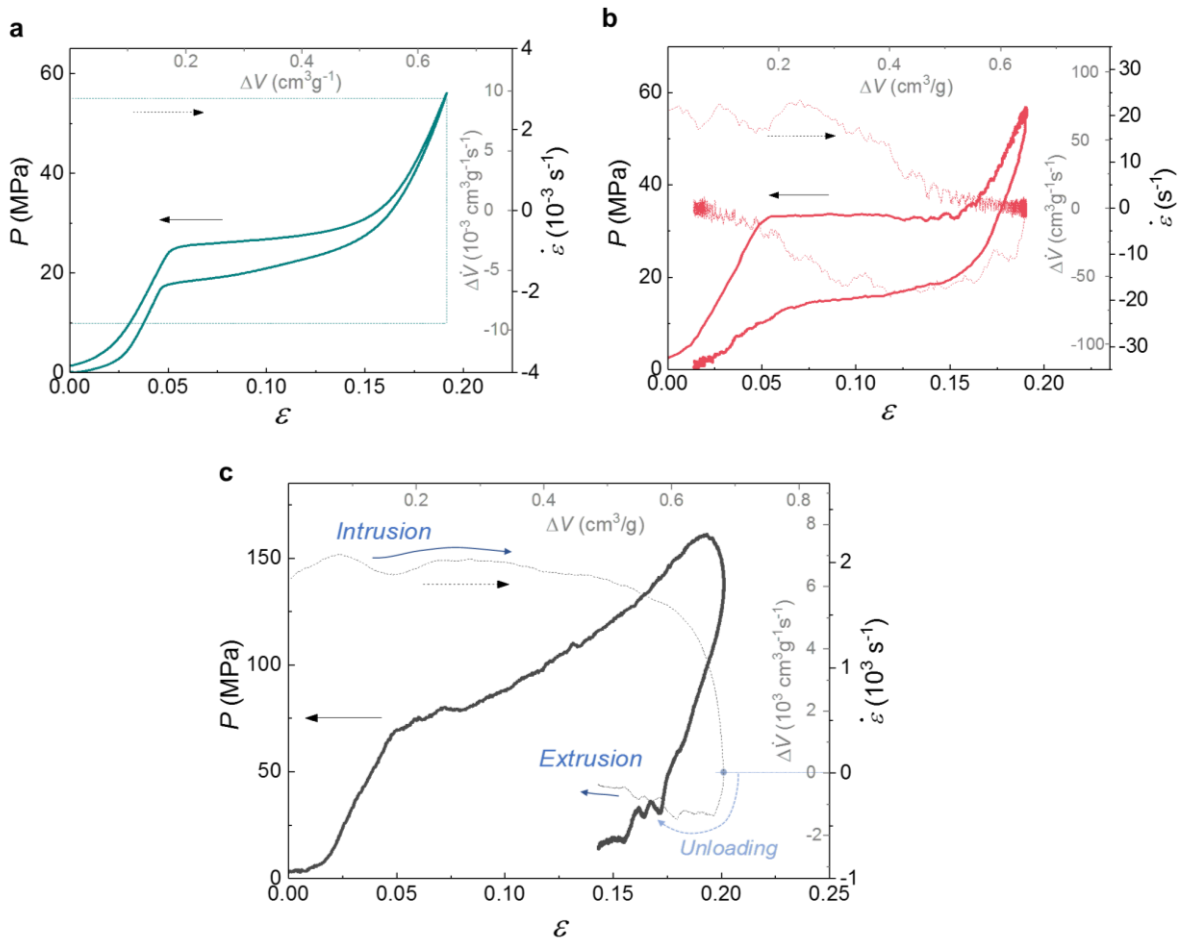 a
0.2 0.4 0.6
ΔV (cm³g⁻¹)
60
40
20
0
P (MPa)
0.00 0.05 0.10 0.15 0.20
ε
10
5
0
-5
-10
ΔV̇ (10⁻³ cm³g⁻¹s⁻¹)
4
2
0
-2
-4
ε̇ (10⁻³ s⁻¹)
b
0.2 0.4 0.6
ΔV (cm³/g)
60
40
20
0
P (MPa)
0.00 0.05 0.10 0.15 0.20
ε
100
50
0
-50
-100
ΔV̇ (cm³g⁻¹s⁻¹)
30
20
10
0
-10
-20
-30
ε̇ (s⁻¹)
c
0.2 0.4 0.6 0.8
ΔV (cm³/g)
Intrusion
Extrusion
Unloading
150
100
50
0
P (MPa)
0.00 0.05 0.10 0.15 0.20 0.25
ε
8
6
4
2
0
-2
ΔV̇ (10³ cm³g⁻¹s⁻¹)
2
1
0
-1
ε̇ (10³ s⁻¹)